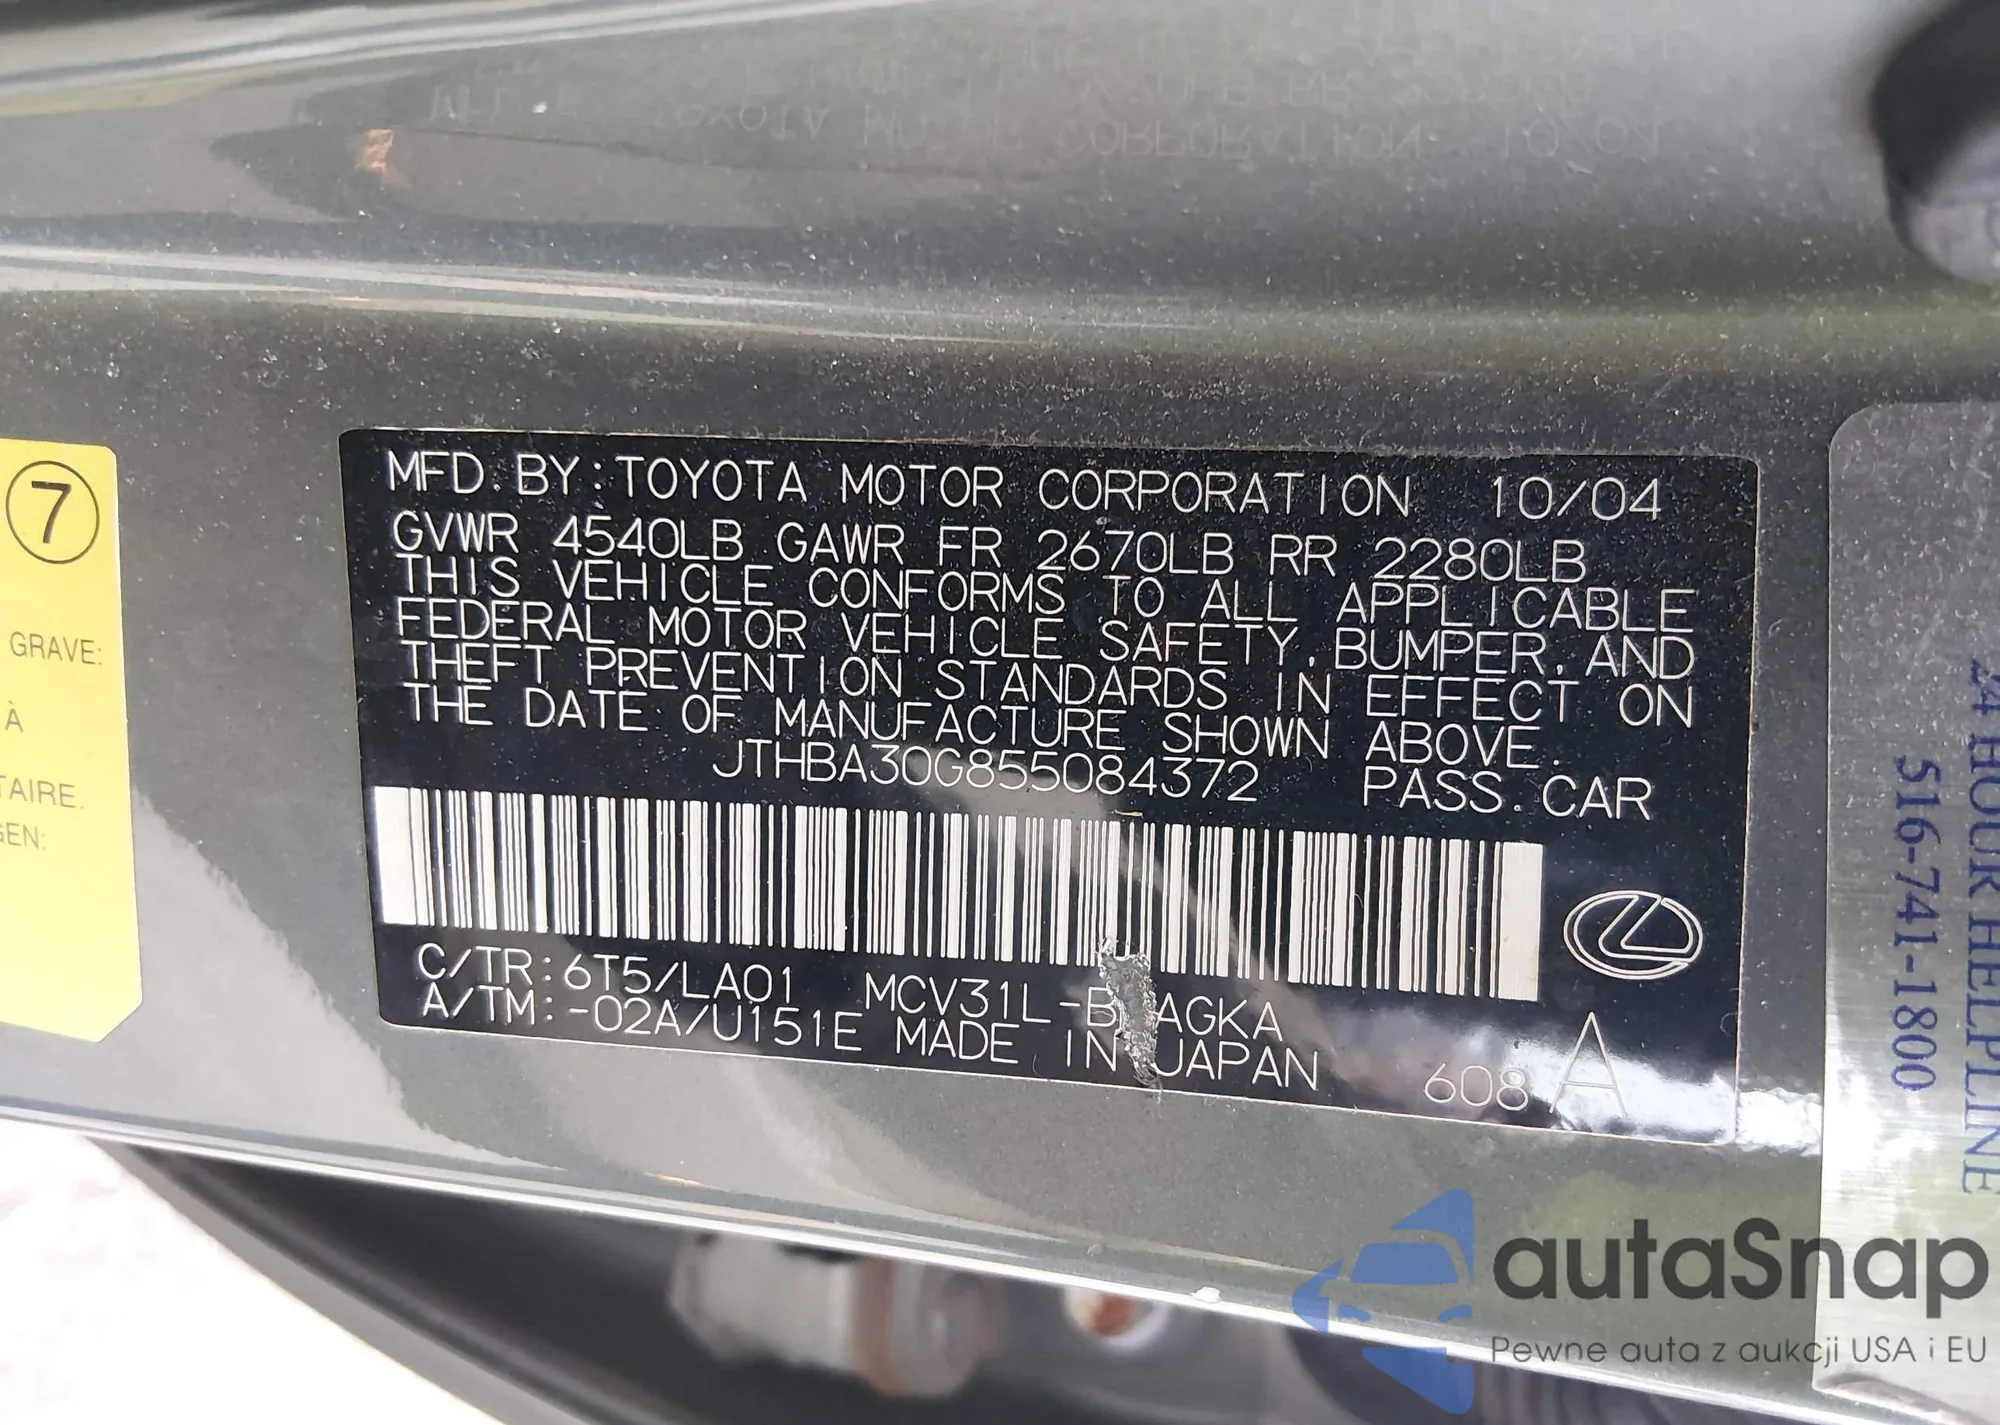 7
GRAVE:
À
TAIRE.
GEN:
MFD. BY: TOYOTA MOTOR CORPORATION 10/04
GVWR 4540LB GAWR FR 2670LB RR 2280LB
THIS VEHICLE CONFORMS TO ALL APPLICABLE
FEDERAL MOTOR VEHICLE SAFETY, BUMPER, AND
THEFT PREVENTION STANDARDS IN EFFECT ON
THE DATE OF MANUFACTURE SHOWN ABOVE.
JTHBA30G855084372 PASS. CAR
C/TR: 6T5/LA01 MCV31L-B AGKA
A/TM: -02A/U151E MADE IN JAPAN 608 A
24 HOUR HELPLINE
516-741-1800
autaSnap
Pewne auta z aukcji USA i EU